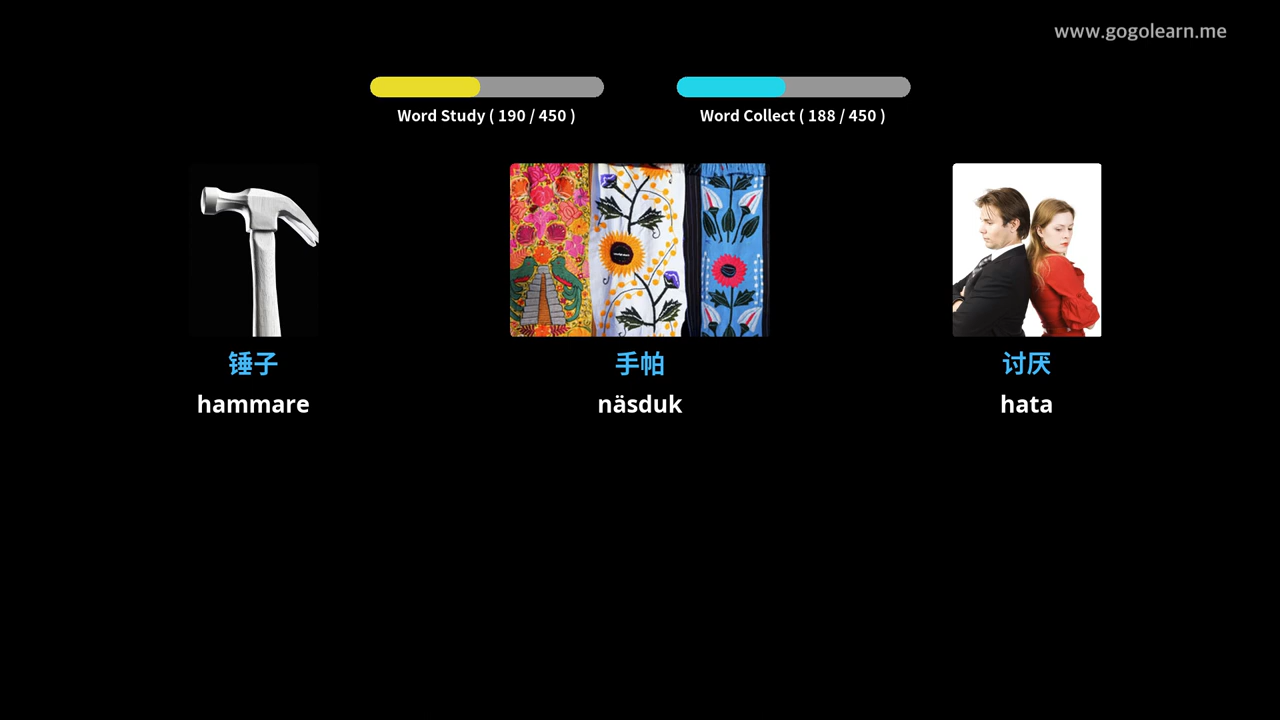 www.gogolearn.me
Word Study ( 190 / 450 )
Word Collect ( 188 / 450 )
锤子
手帕
讨厌
hammare
näsduk
hata